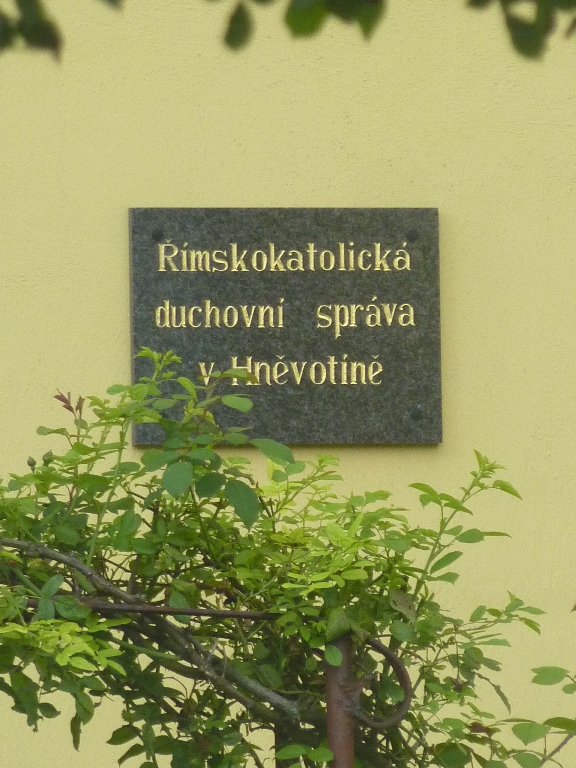 Římskokatolická
duchovní správa
v Hněvotíně